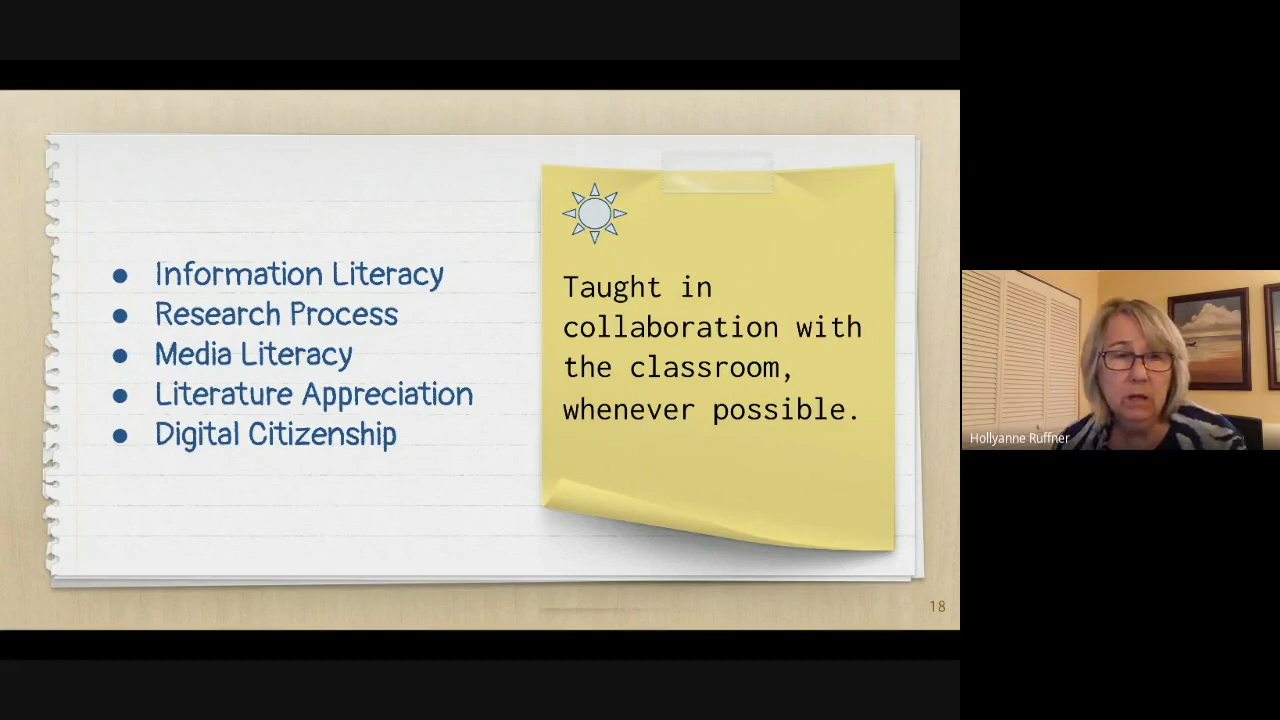 Information Literacy
Research Process
Media Literacy
Literature Appreciation
Digital Citizenship
Taught in
collaboration with
the classroom,
whenever possible.
18
Hollyanne Ruffner